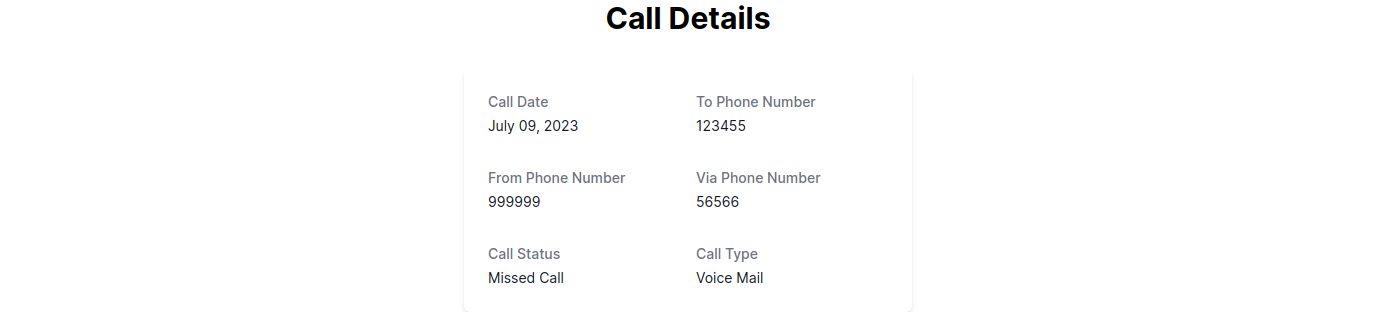 Call Details
Call Date
July 09, 2023
To Phone Number
123455
From Phone Number
999999
Via Phone Number
56566
Call Status
Missed Call
Call Type
Voice Mail